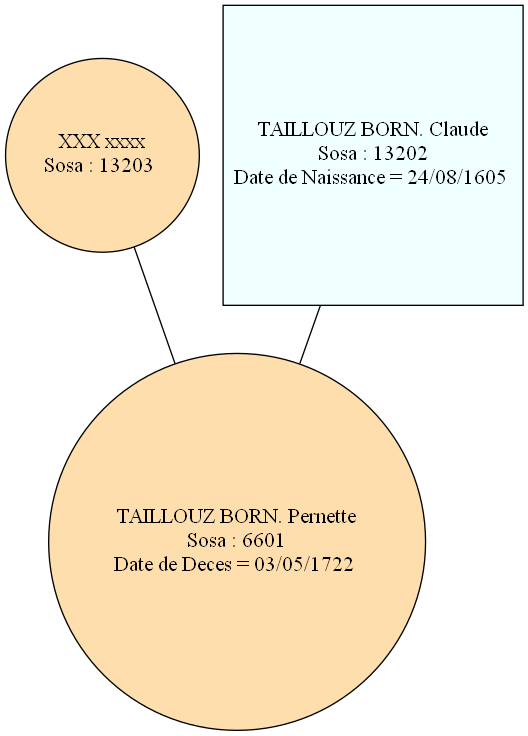 XXX xxxx
Sosa : 13203
TAILLOUZ BORN. Claude
Sosa : 13202
Date de Naissance = 24/08/1605
TAILLOUZ BORN. Pernette
Sosa : 6601
Date de Deces = 03/05/1722